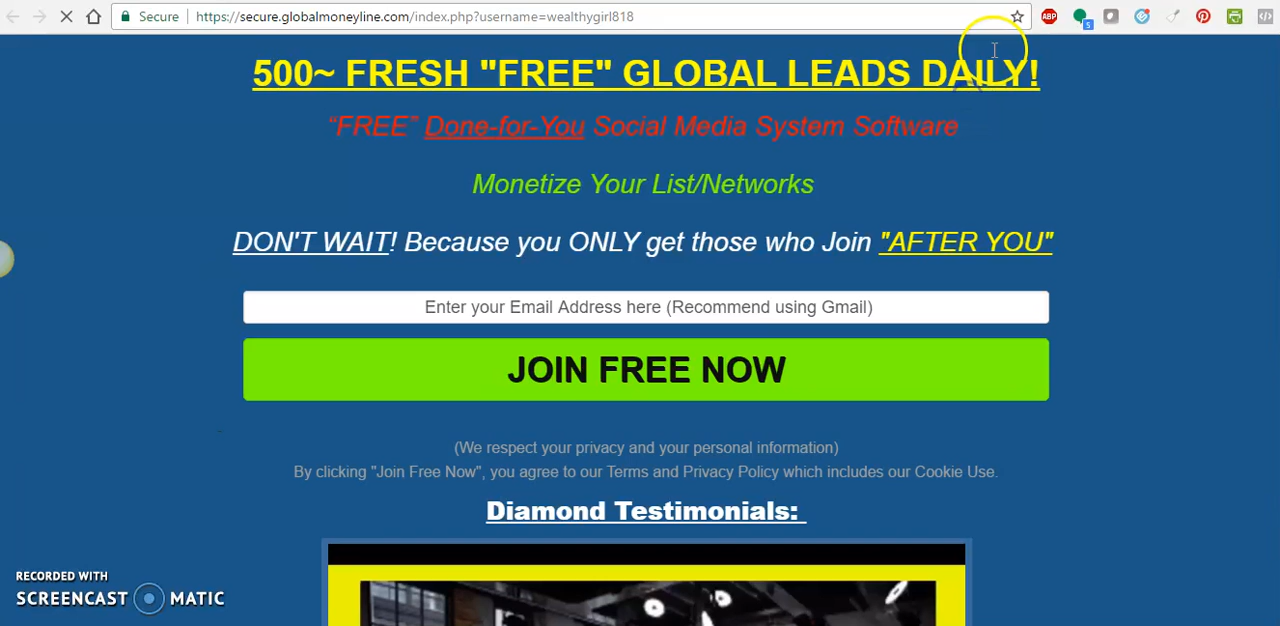 Secure https://secure.globalmoneyline.com/index.php?username=wealthygirl818
ABP
5
500~ FRESH "FREE" GLOBAL LEADS DAILY!
“FREE” Done-for-You Social Media System Software
Monetize Your List/Networks
DON'T WAIT! Because you ONLY get those who Join "AFTER YOU"
Enter your Email Address here (Recommend using Gmail)
JOIN FREE NOW
(We respect your privacy and your personal information)
By clicking "Join Free Now", you agree to our Terms and Privacy Policy which includes our Cookie Use.
Diamond Testimonials:
RECORDED WITH
SCREENCAST MATIC